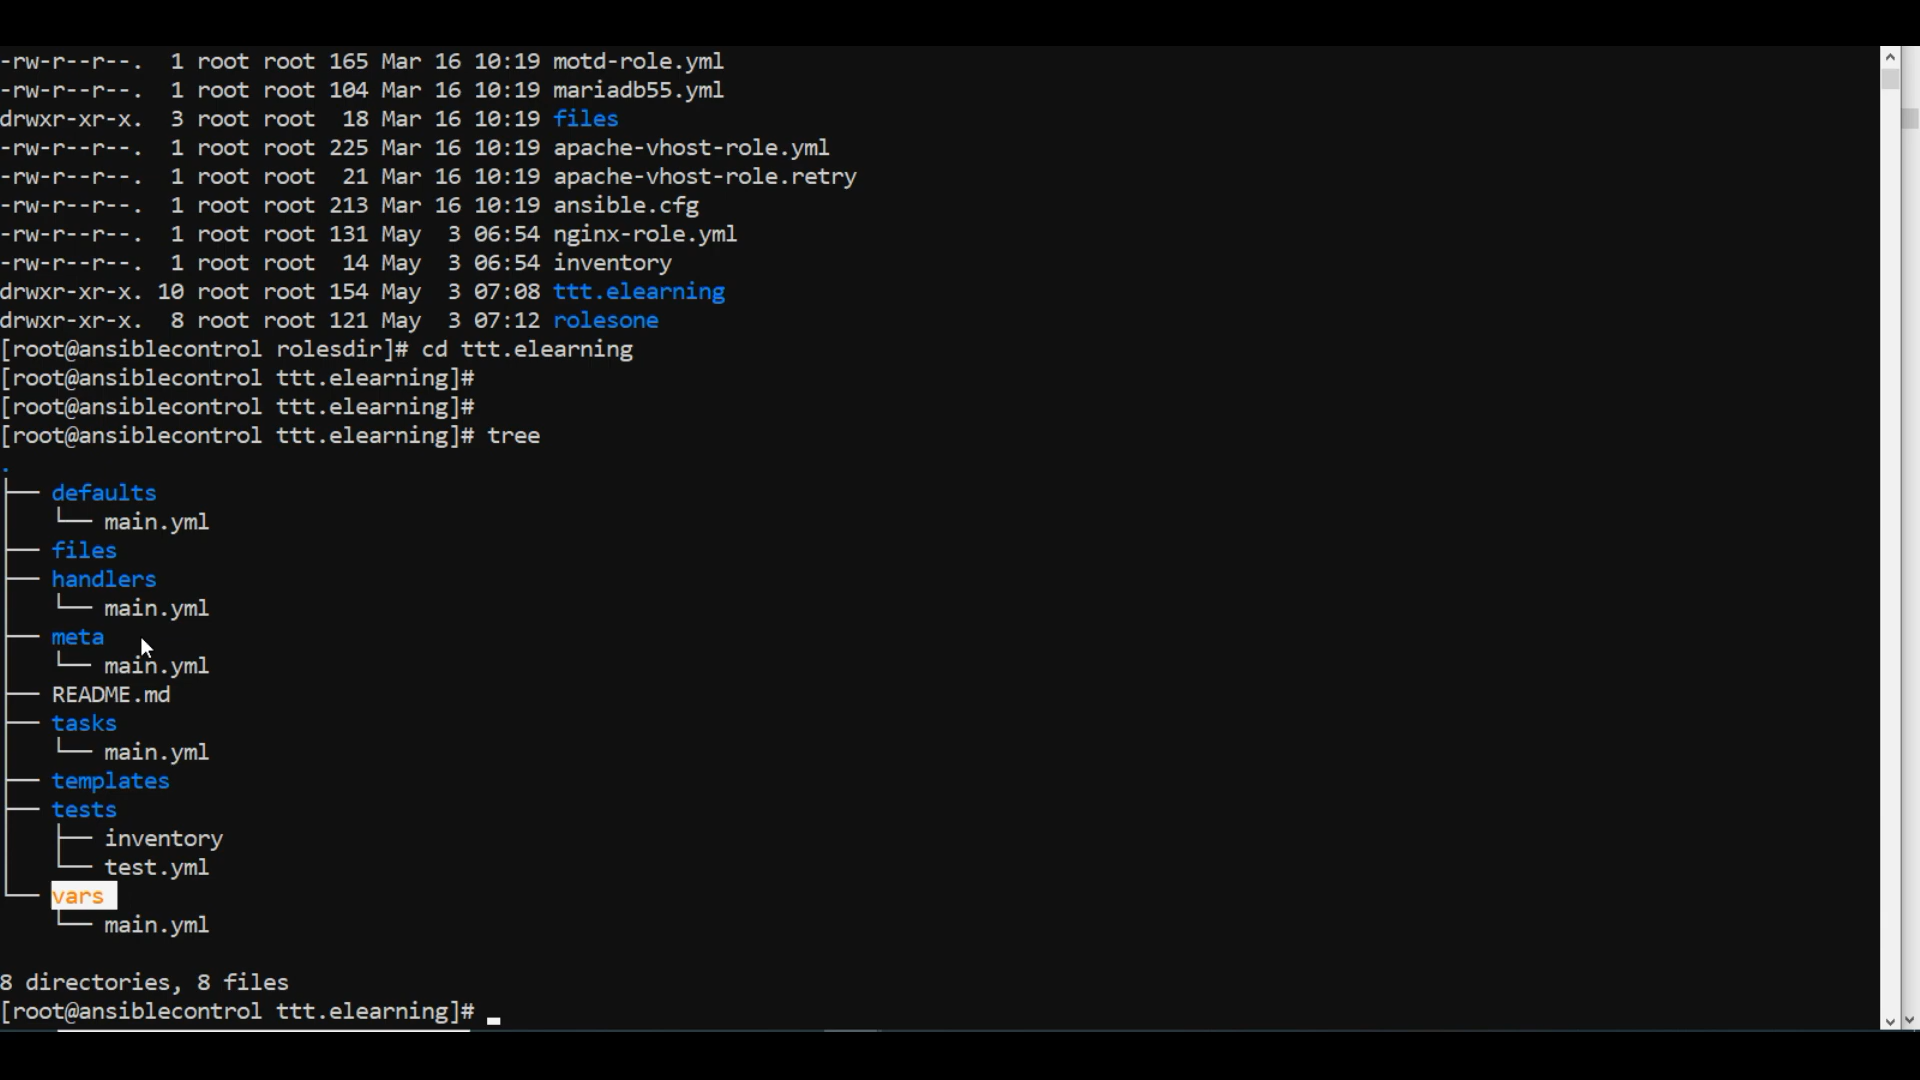 -rw-r--r--.  1 root root 165 Mar 16 10:19 motd-role.yml
-rw-r--r--.  1 root root 104 Mar 16 10:19 mariadb55.yml
drwxr-xr-x.  3 root root  18 Mar 16 10:19 files
-rw-r--r--.  1 root root 225 Mar 16 10:19 apache-vhost-role.yml
-rw-r--r--.  1 root root  21 Mar 16 10:19 apache-vhost-role.retry
-rw-r--r--.  1 root root 213 Mar 16 10:19 ansible.cfg
-rw-r--r--.  1 root root 131 May  3 06:54 nginx-role.yml
-rw-r--r--.  1 root root  14 May  3 06:54 inventory
drwxr-xr-x. 10 root root 154 May  3 07:08 ttt.elearning
drwxr-xr-x.  8 root root 121 May  3 07:12 rolesone
[root@ansiblecontrol rolesdir]# cd ttt.elearning
[root@ansiblecontrol ttt.elearning]#
[root@ansiblecontrol ttt.elearning]#
[root@ansiblecontrol ttt.elearning]# tree
.
├── defaults
│   └── main.yml
├── files
├── handlers
│   └── main.yml
├── meta
│   └── main.yml
├── README.md
├── tasks
│   └── main.yml
├── templates
├── tests
│   ├── inventory
│   └── test.yml
└── vars
    └── main.yml

8 directories, 8 files
[root@ansiblecontrol ttt.elearning]#